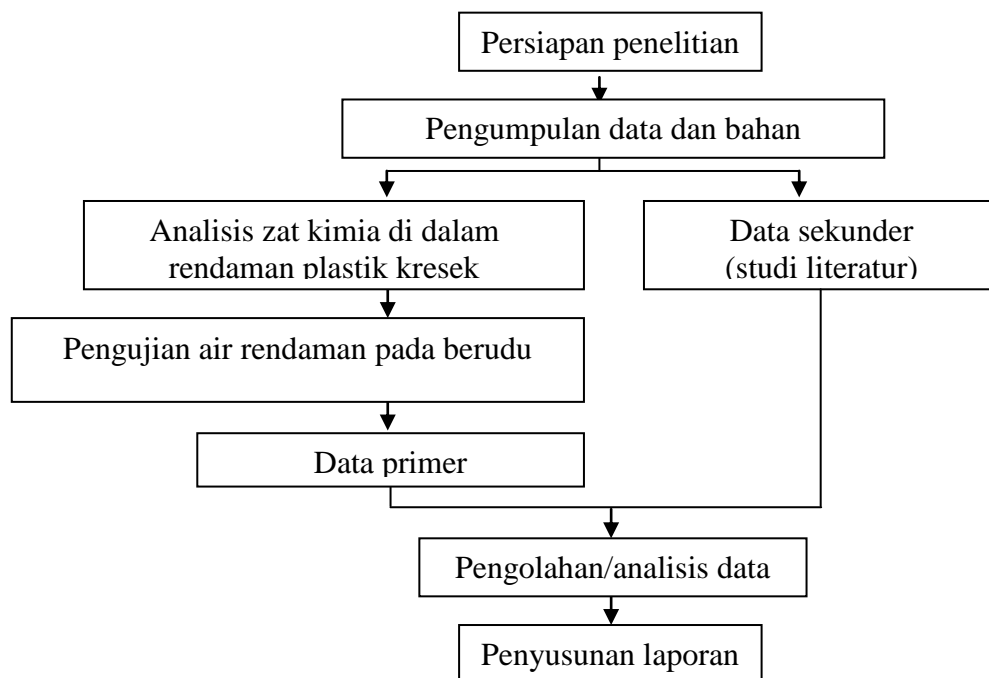 Persiapan penelitian
Pengumpulan data dan bahan
Analisis zat kimia di dalam
rendaman plastik kresek
Data sekunder
(studi literatur)
Pengujian air rendaman pada berudu
Data primer
Pengolahan/analisis data
Penyusunan laporan